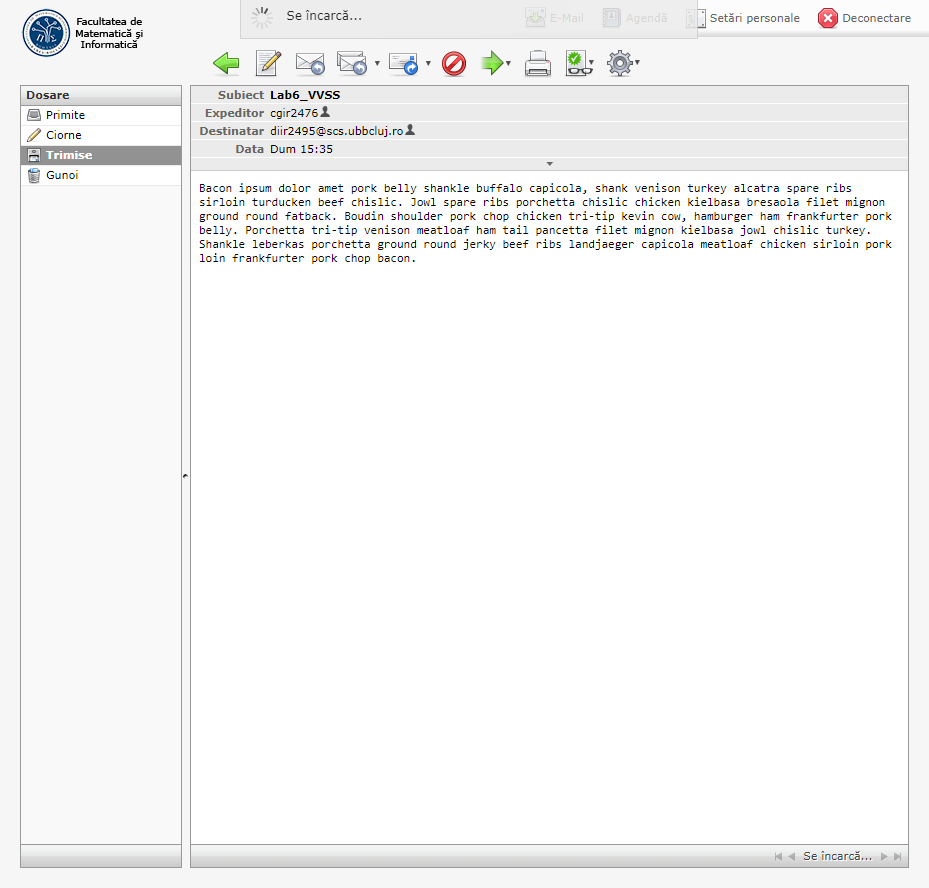 Facultatea de
Matematică şi
Informatică
Se încarcă...
E-Mail
Agendă
Setări personale
Deconectare
Dosare
Primite
Ciorne
Trimise
Gunoi
Subiect Lab6_VVSS
Expeditor cgir2476
Destinatar diir2495@scs.ubbcluj.ro
Data Dum 15:35
Bacon ipsum dolor amet pork belly shankle buffalo capicola, shank venison turkey alcatra spare ribs
sirloin turducken beef chislic. Jowl spare ribs porchetta chislic chicken kielbasa bresaola filet mignon
ground round fatback. Boudin shoulder pork chop chicken tri-tip kevin cow, hamburger ham frankfurter pork
belly. Porchetta tri-tip venison meatloaf ham tail pancetta filet mignon kielbasa jowl chislic turkey.
Shankle leberkas porchetta ground round jerky beef ribs landjaeger capicola meatloaf chicken sirloin pork
loin frankfurter pork chop bacon.
Se încarcă...